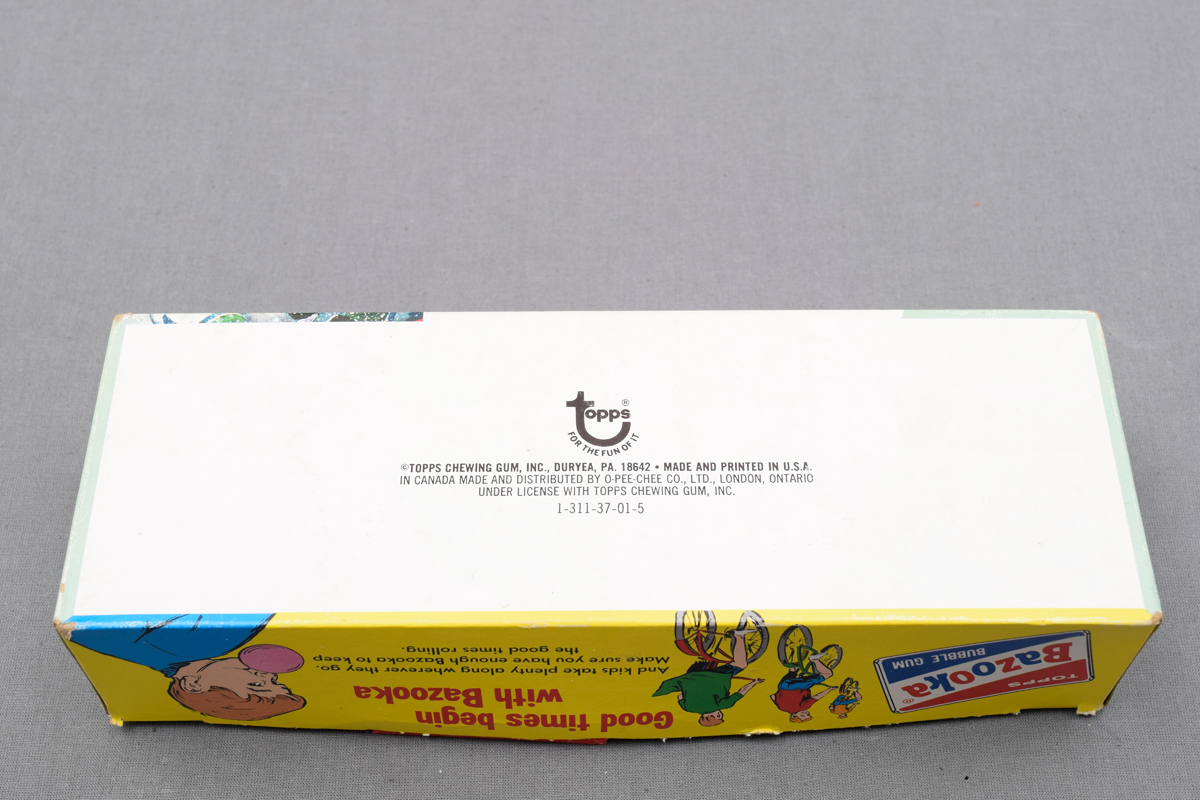 topps®
FOR THE FUN OF IT
©TOPPS CHEWING GUM, INC., DURYEA, PA. 18642 • MADE AND PRINTED IN U.S.A.
IN CANADA MADE AND DISTRIBUTED BY O-PEE-CHEE CO., LTD., LONDON, ONTARIO
UNDER LICENSE WITH TOPPS CHEWING GUM, INC.
1-311-37-01-5
Good times begin
with Bazooka
And kids take plenty along wherever they go.
Make sure you have enough Bazooka to keep
the good times rolling.
TOPPS
Bazooka®
BUBBLE GUM